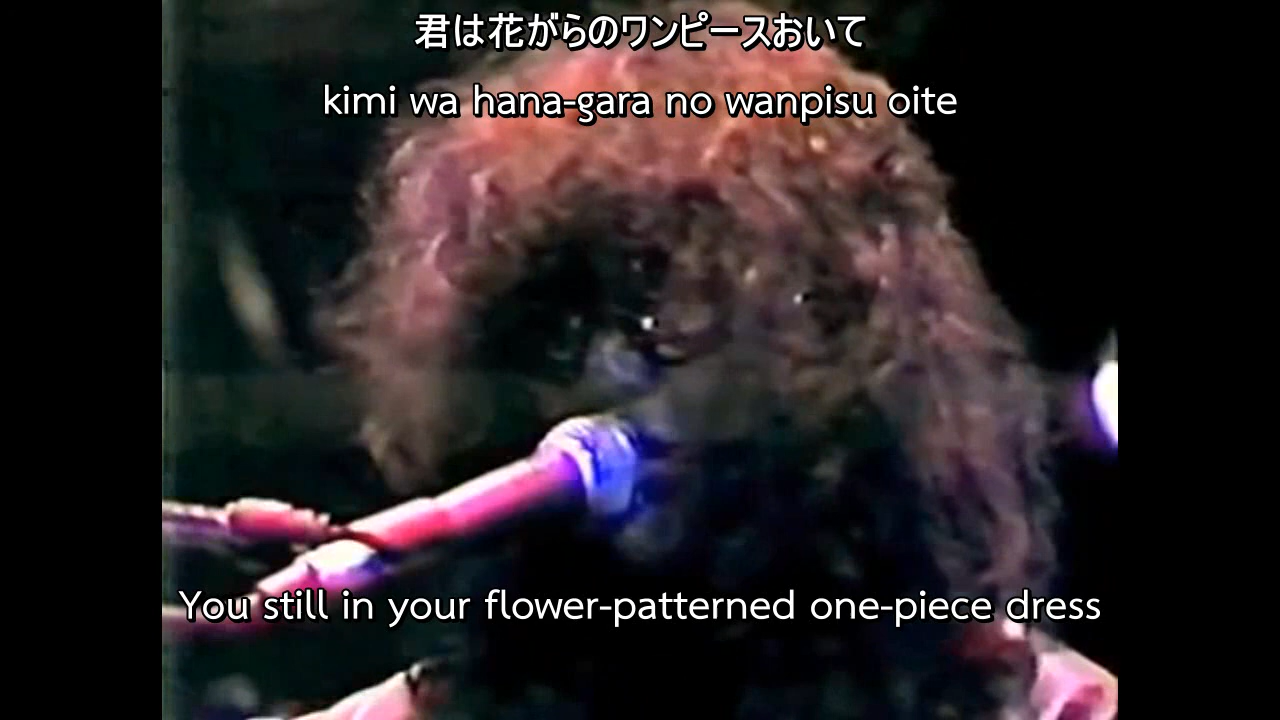 君は花がらのワンピースおいて
kimi wa hana-gara no wanpisu oite
You still in your flower-patterned one-piece dress